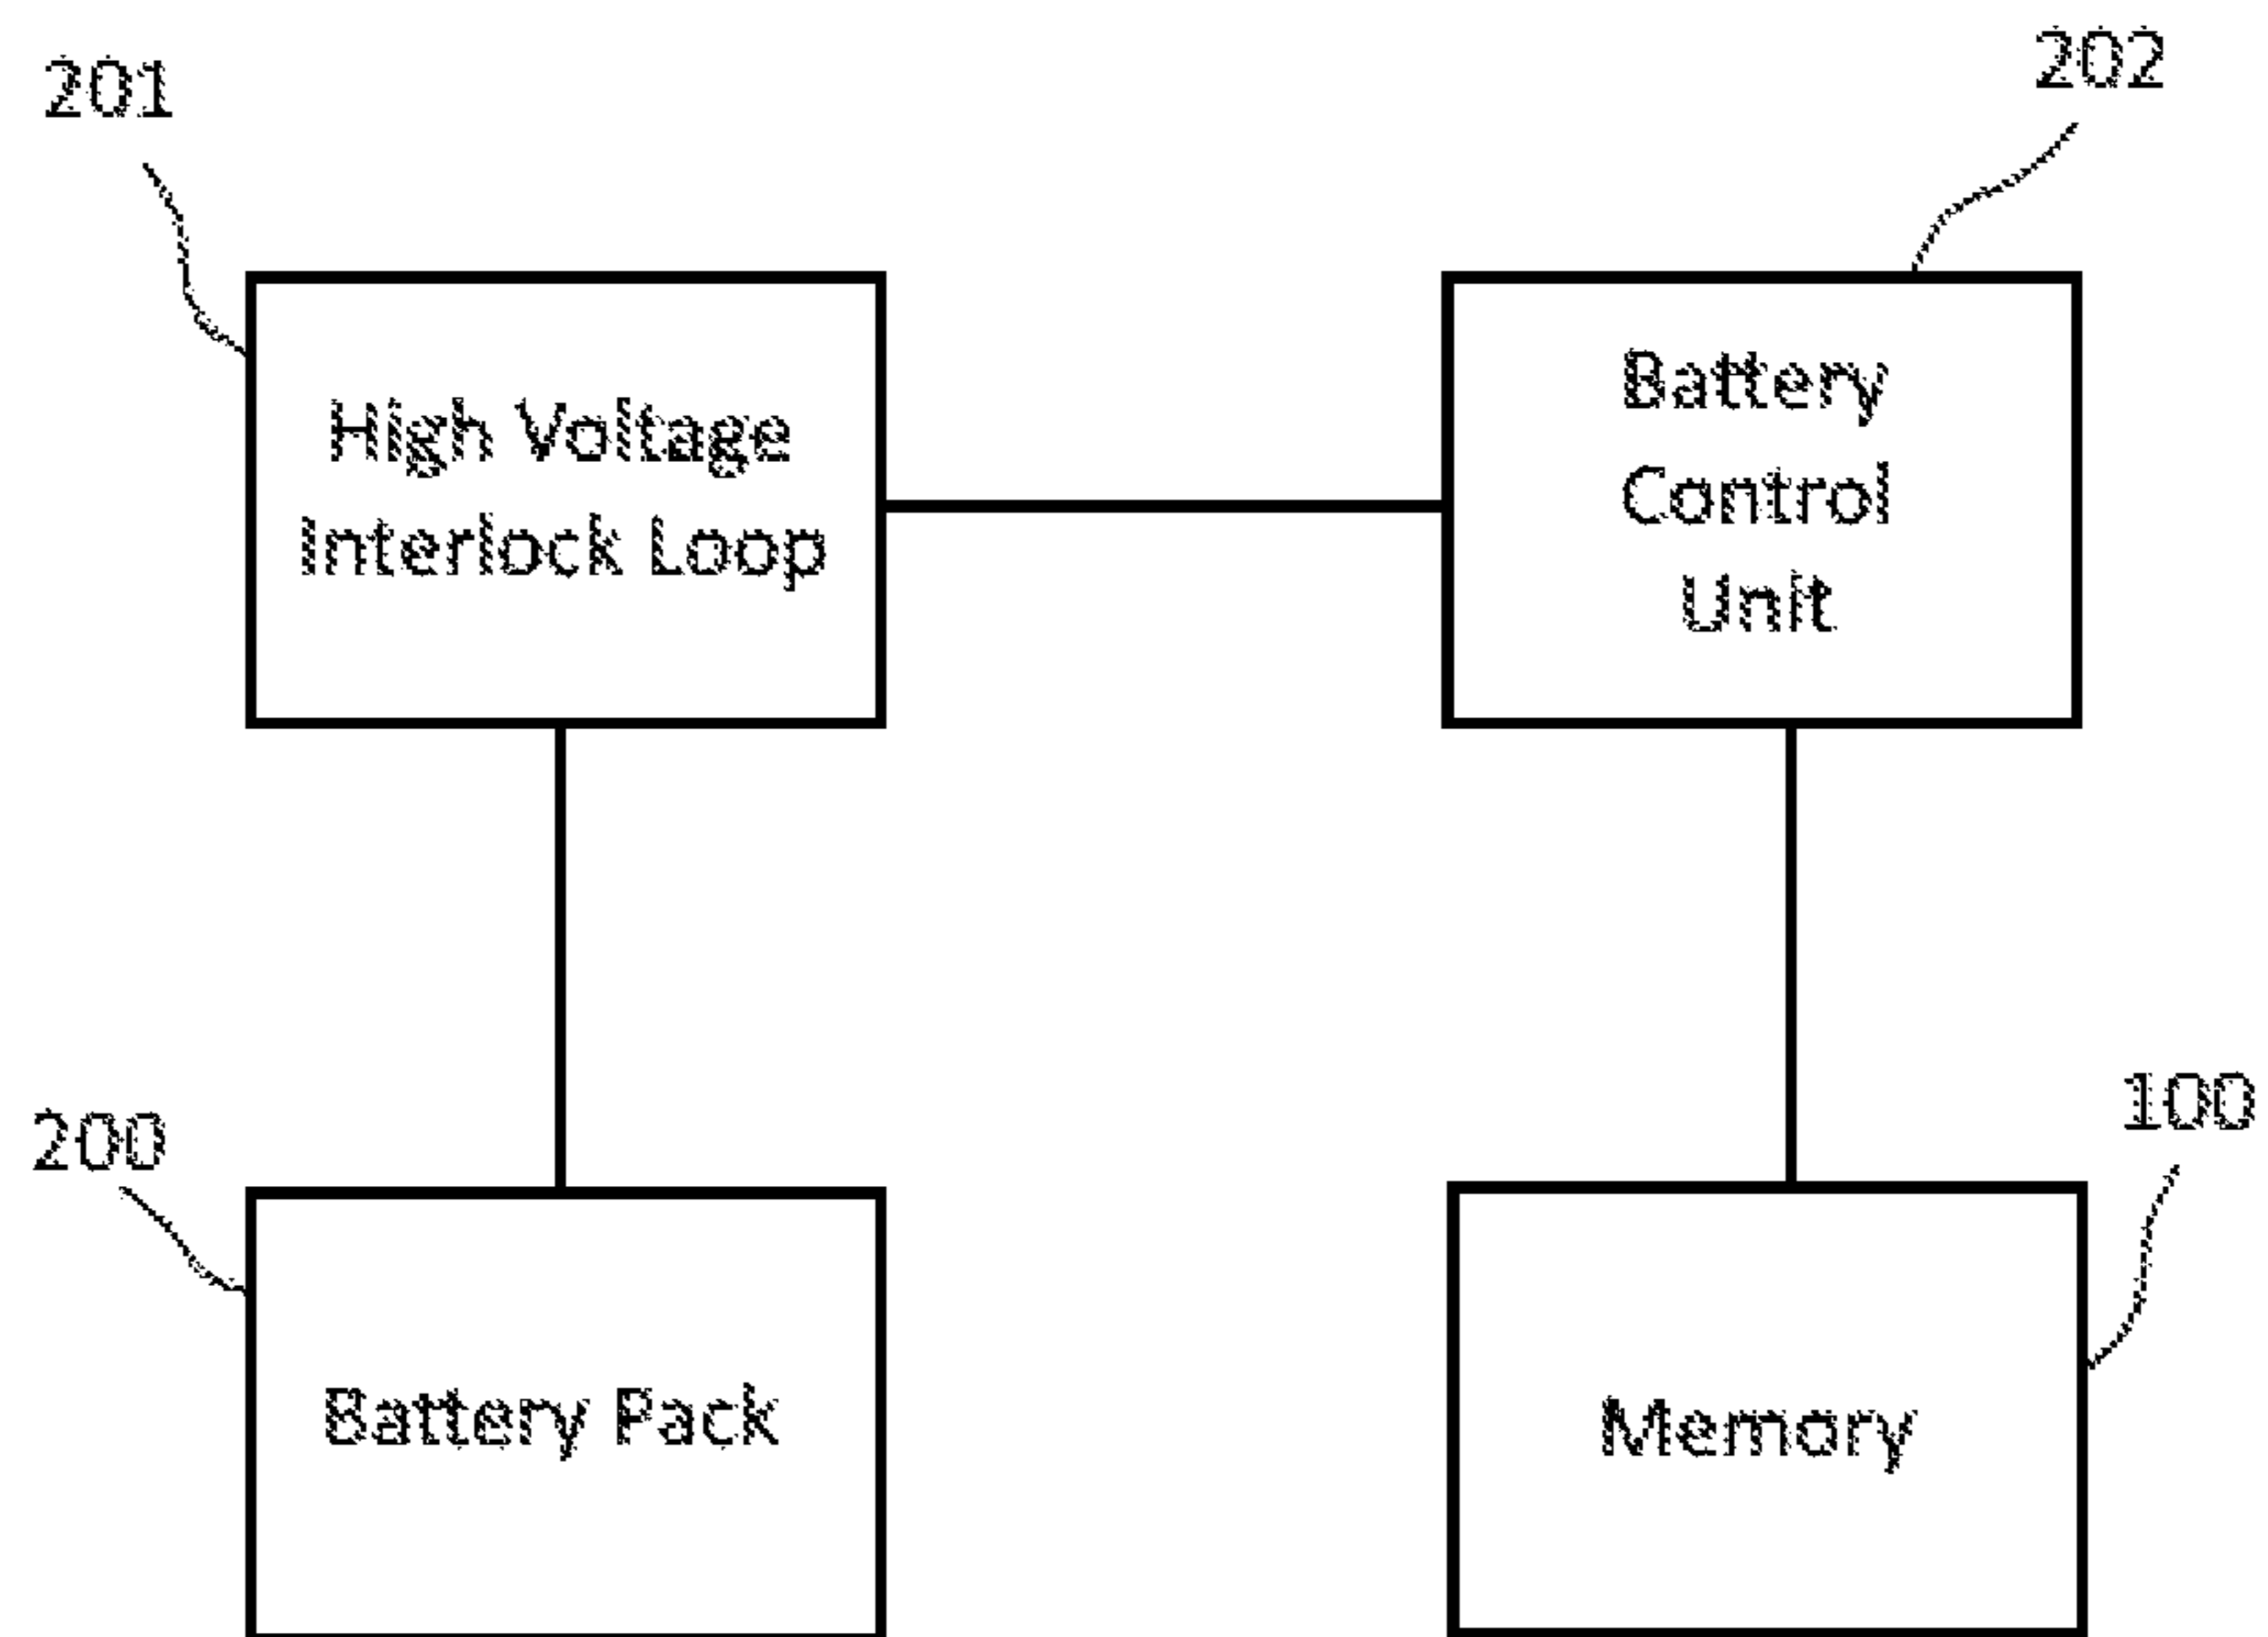 201
202
High Voltage
Interlock Loop
Battery
Control
Unit
200
100
Battery Pack
Memory